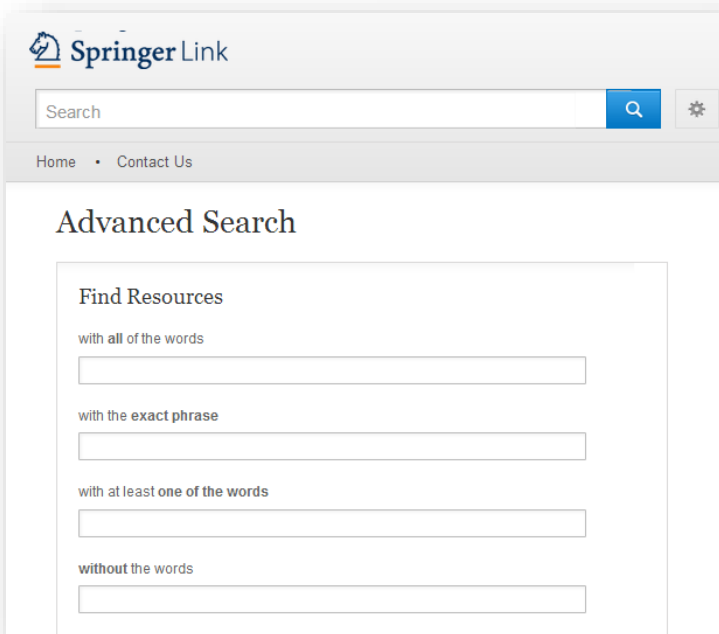 Springer Link
Search
Home • Contact Us
Advanced Search
Find Resources
with all of the words
with the exact phrase
with at least one of the words
without the words